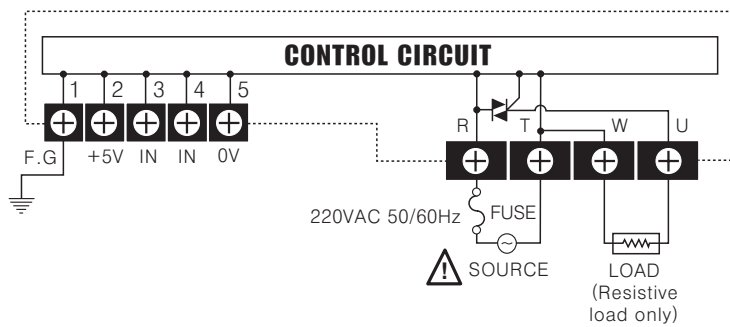 CONTROL CIRCUIT
1 2 3 4 5
R T W U
F.G +5V IN IN 0V
220VAC 50/60Hz FUSE
SOURCE
LOAD
(Resistive
load only)